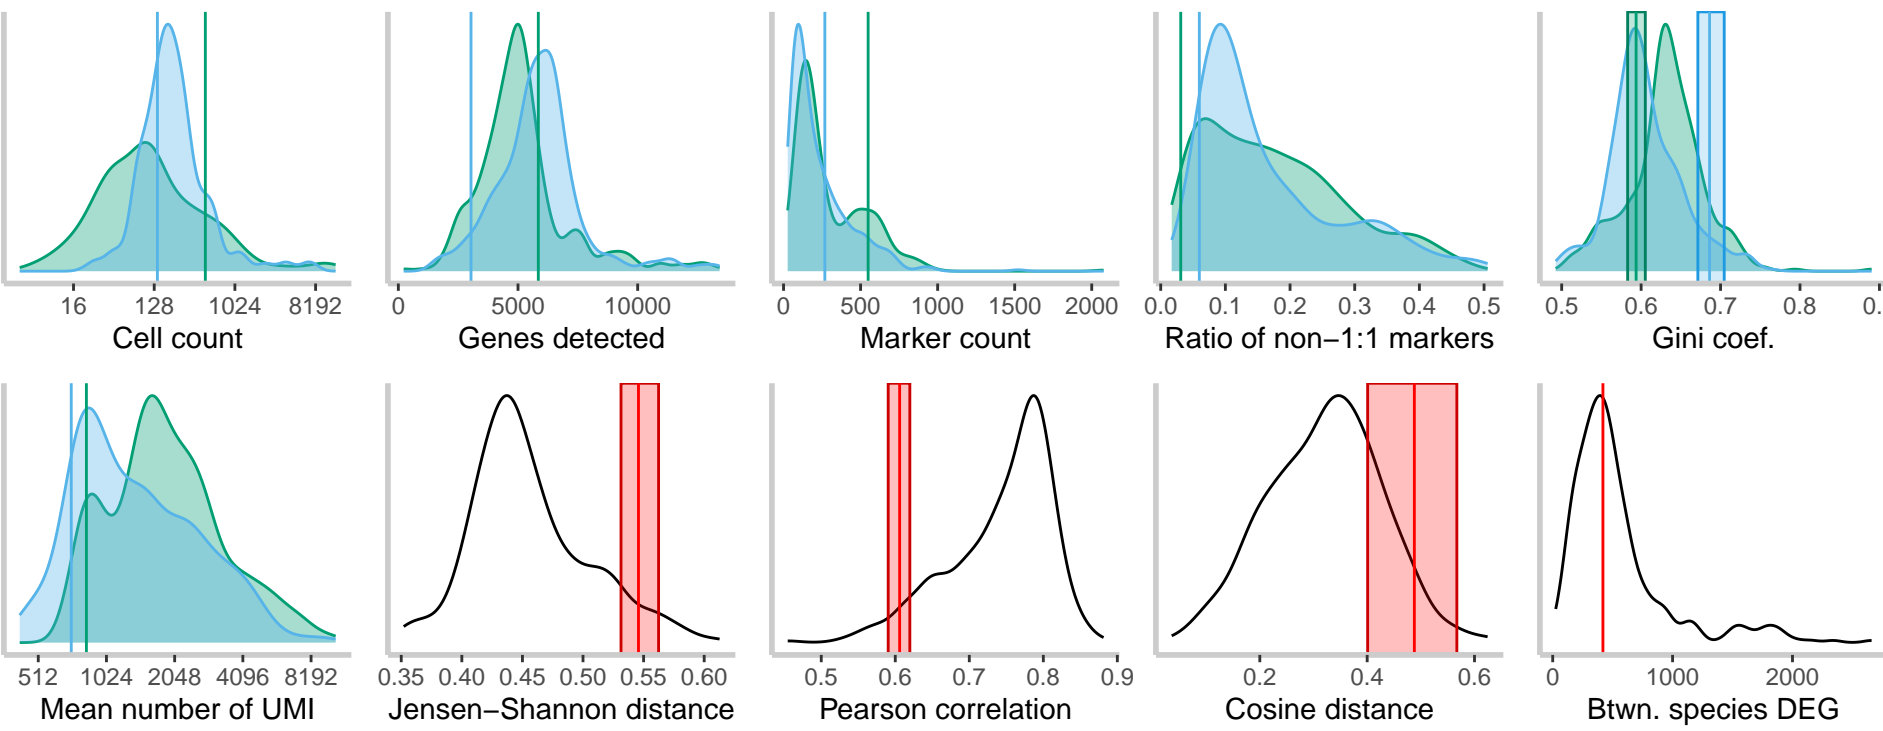 16 128 1024 8192
Cell count
0 5000 10000
Genes detected
0 500 1000 1500 2000
Marker count
0.0 0.1 0.2 0.3 0.4 0.5
Ratio of non−1:1 markers
0.5 0.6 0.7 0.8 0.
Gini coef.
512 1024 2048 4096 8192
Mean number of UMI
0.35 0.40 0.45 0.50 0.55 0.60
Jensen−Shannon distance
0.5 0.6 0.7 0.8 0.9
Pearson correlation
0.2 0.4 0.6
Cosine distance
0 1000 2000
Btwn. species DEG